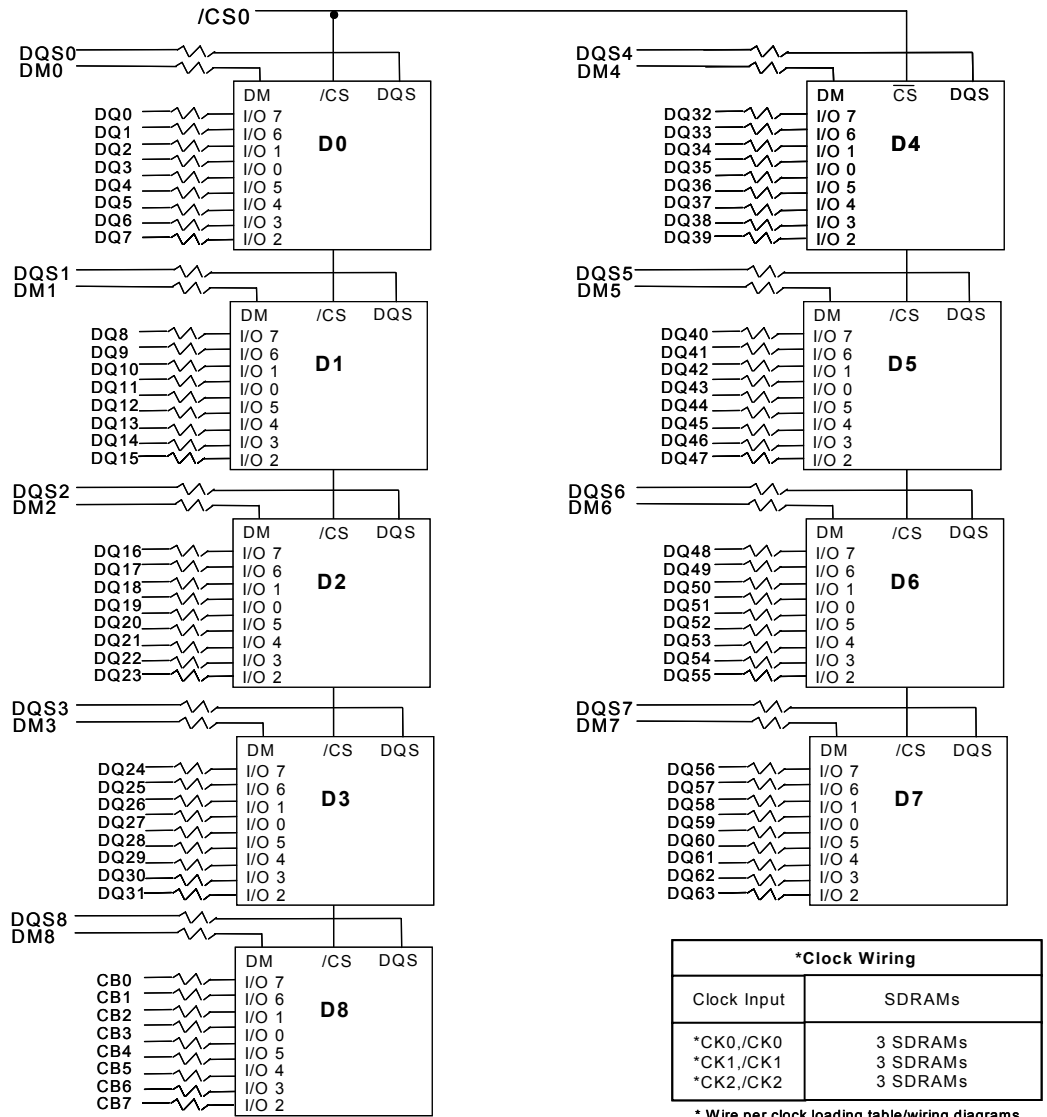 /CS0
DQS0
DM0
DM /CS DQS
DQ0 I/O 7
DQ1 I/O 6
DQ2 I/O 1
DQ3 I/O 0
DQ4 I/O 5
DQ5 I/O 4
DQ6 I/O 3
DQ7 I/O 2
D0
DQS1
DM1
DM /CS DQS
DQ8 I/O 7
DQ9 I/O 6
DQ10 I/O 1
DQ11 I/O 0
DQ12 I/O 5
DQ13 I/O 4
DQ14 I/O 3
DQ15 I/O 2
D1
DQS2
DM2
DM /CS DQS
DQ16 I/O 7
DQ17 I/O 6
DQ18 I/O 1
DQ19 I/O 0
DQ20 I/O 5
DQ21 I/O 4
DQ22 I/O 3
DQ23 I/O 2
D2
DQS3
DM3
DM /CS DQS
DQ24 I/O 7
DQ25 I/O 6
DQ26 I/O 1
DQ27 I/O 0
DQ28 I/O 5
DQ29 I/O 4
DQ30 I/O 3
DQ31 I/O 2
D3
DQS8
DM8
DM /CS DQS
CB0 I/O 7
CB1 I/O 6
CB2 I/O 1
CB3 I/O 0
CB4 I/O 5
CB5 I/O 4
CB6 I/O 3
CB7 I/O 2
D8
DQS4
DM4
DM C̅S̅ DQS
DQ32 I/O 7
DQ33 I/O 6
DQ34 I/O 1
DQ35 I/O 0
DQ36 I/O 5
DQ37 I/O 4
DQ38 I/O 3
DQ39 I/O 2
D4
DQS5
DM5
DM /CS DQS
DQ40 I/O 7
DQ41 I/O 6
DQ42 I/O 1
DQ43 I/O 0
DQ44 I/O 5
DQ45 I/O 4
DQ46 I/O 3
DQ47 I/O 2
D5
DQS6
DM6
DM /CS DQS
DQ48 I/O 7
DQ49 I/O 6
DQ50 I/O 1
DQ51 I/O 0
DQ52 I/O 5
DQ53 I/O 4
DQ54 I/O 3
DQ55 I/O 2
D6
DQS7
DM7
DM /CS DQS
DQ56 I/O 7
DQ57 I/O 6
DQ58 I/O 1
DQ59 I/O 0
DQ60 I/O 5
DQ61 I/O 4
DQ62 I/O 3
DQ63 I/O 2
D7
*Clock Wiring
Clock Input SDRAMs
*CK0,/CK0 3 SDRAMs
*CK1,/CK1 3 SDRAMs
*CK2,/CK2 3 SDRAMs
* Wire per clock loading table/wiring diagrams